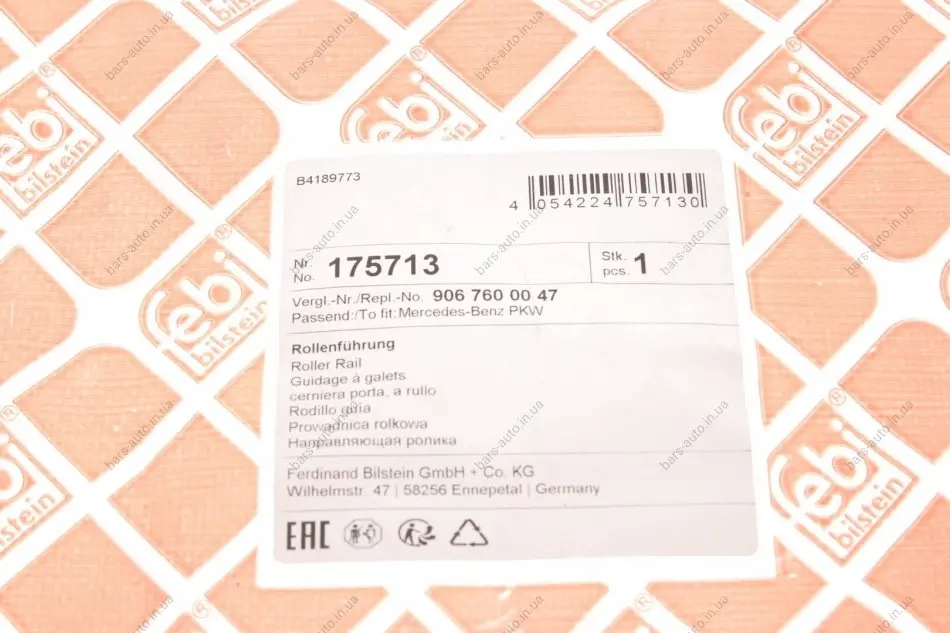 B4189773
4 054224 757130
Nr.
No. 175713
Stk.
pcs. 1
Vergl.-Nr./Repl.-No. 906 760 00 47
Passend:/To fit: Mercedes-Benz PKW
Rollenführung
Roller Rail
Guidage à galets
cerniera porta, a rullo
Rodillo guía
Prowadnica rolkowa
Направляющая ролика
Ferdinand Bilstein GmbH + Co. KG
Wilhelmstr. 47 | 58256 Ennepetal | Germany
EAC
febi
bilstein
bars-auto.in.ua